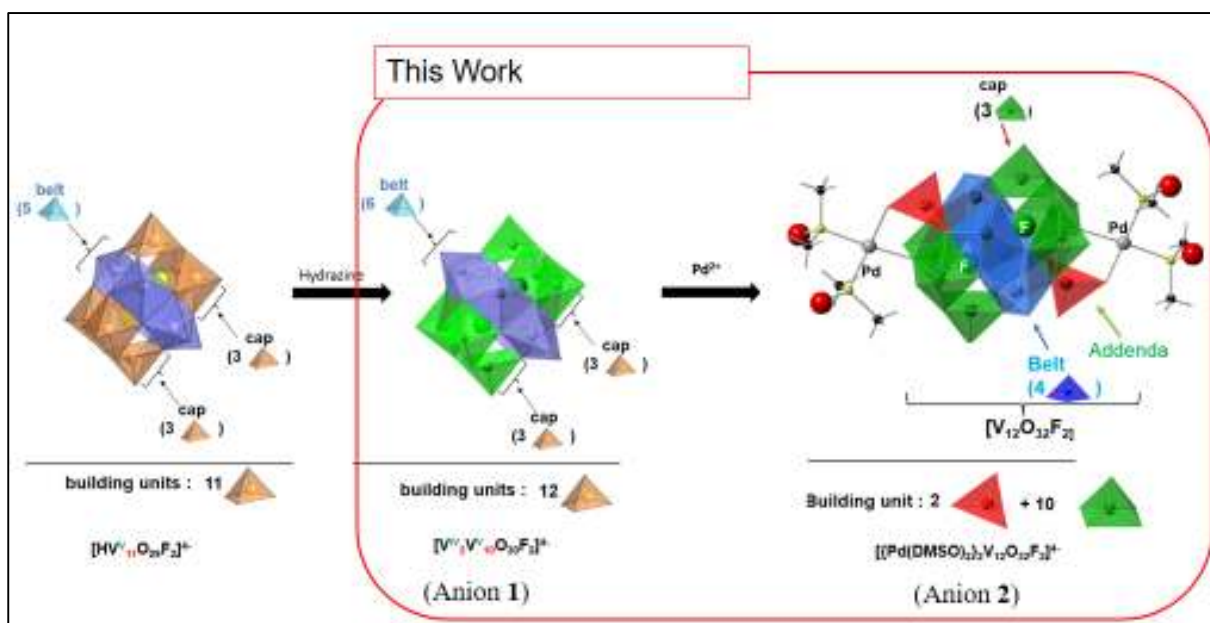 This Work
belt
(5 )
cap
(3 )
cap
(3 )
building units : 11
[HVⱽ₁₁O₂₉F₂]⁴⁻
Hydrazine
belt
(6 )
cap
(3 )
cap
(3 )
building units : 12
(Anion 1)
Pd²⁺
cap
(3 )
F
F
Pd
Pd
Addenda
Belt
(4 )
[V₁₂O₃₂F₂]
Building unit : 2 + 10
[{Pd(DMSO)₂}₂V₁₂O₃₂F₂]⁴⁻
(Anion 2)